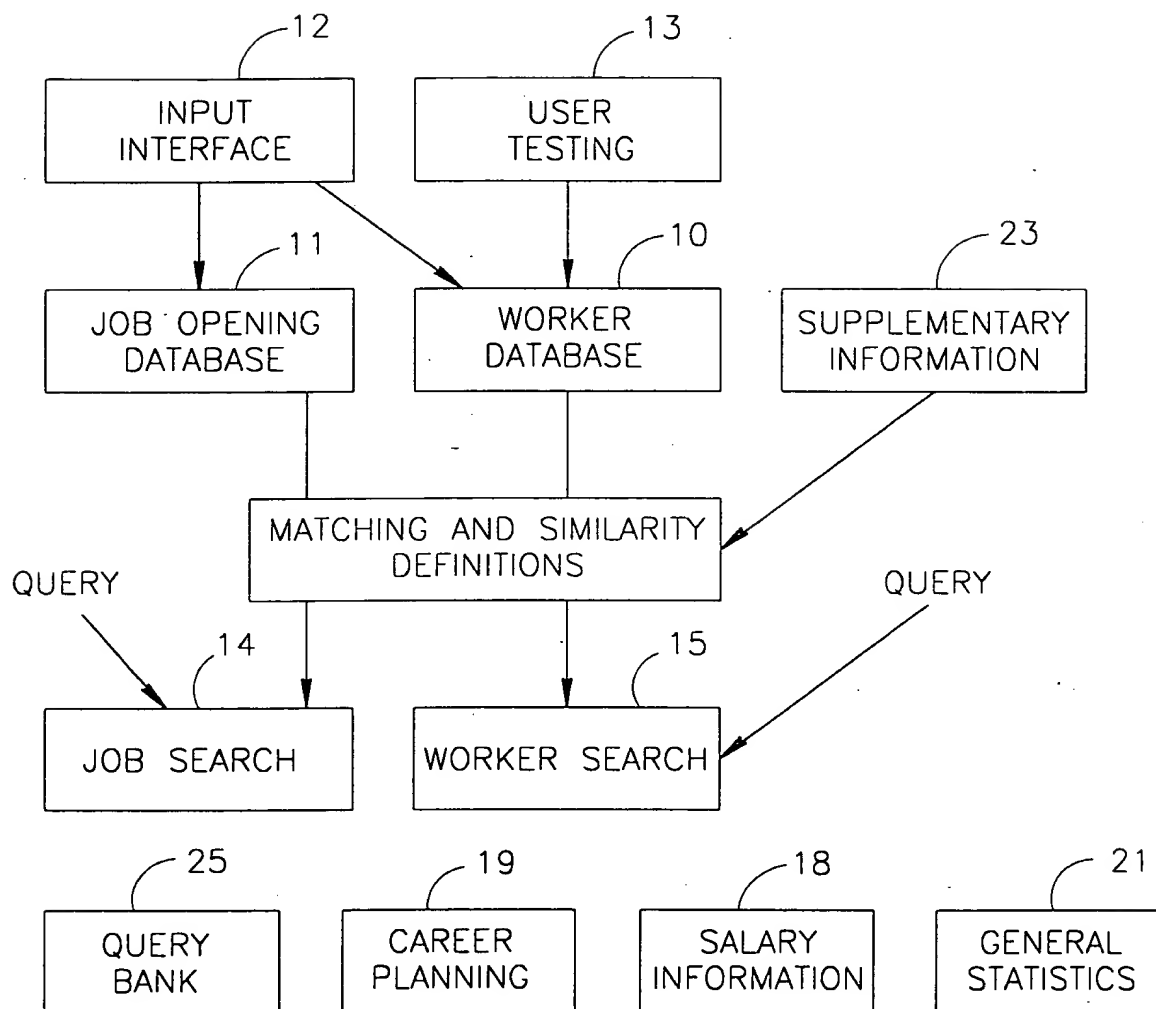 12
13
INPUT
INTERFACE
USER
TESTING
11
10
23
JOB OPENING
DATABASE
WORKER
DATABASE
SUPPLEMENTARY
INFORMATION
MATCHING AND SIMILARITY
DEFINITIONS
QUERY
QUERY
14
15
JOB SEARCH
WORKER SEARCH
25
19
18
21
QUERY
BANK
CAREER
PLANNING
SALARY
INFORMATION
GENERAL
STATISTICS